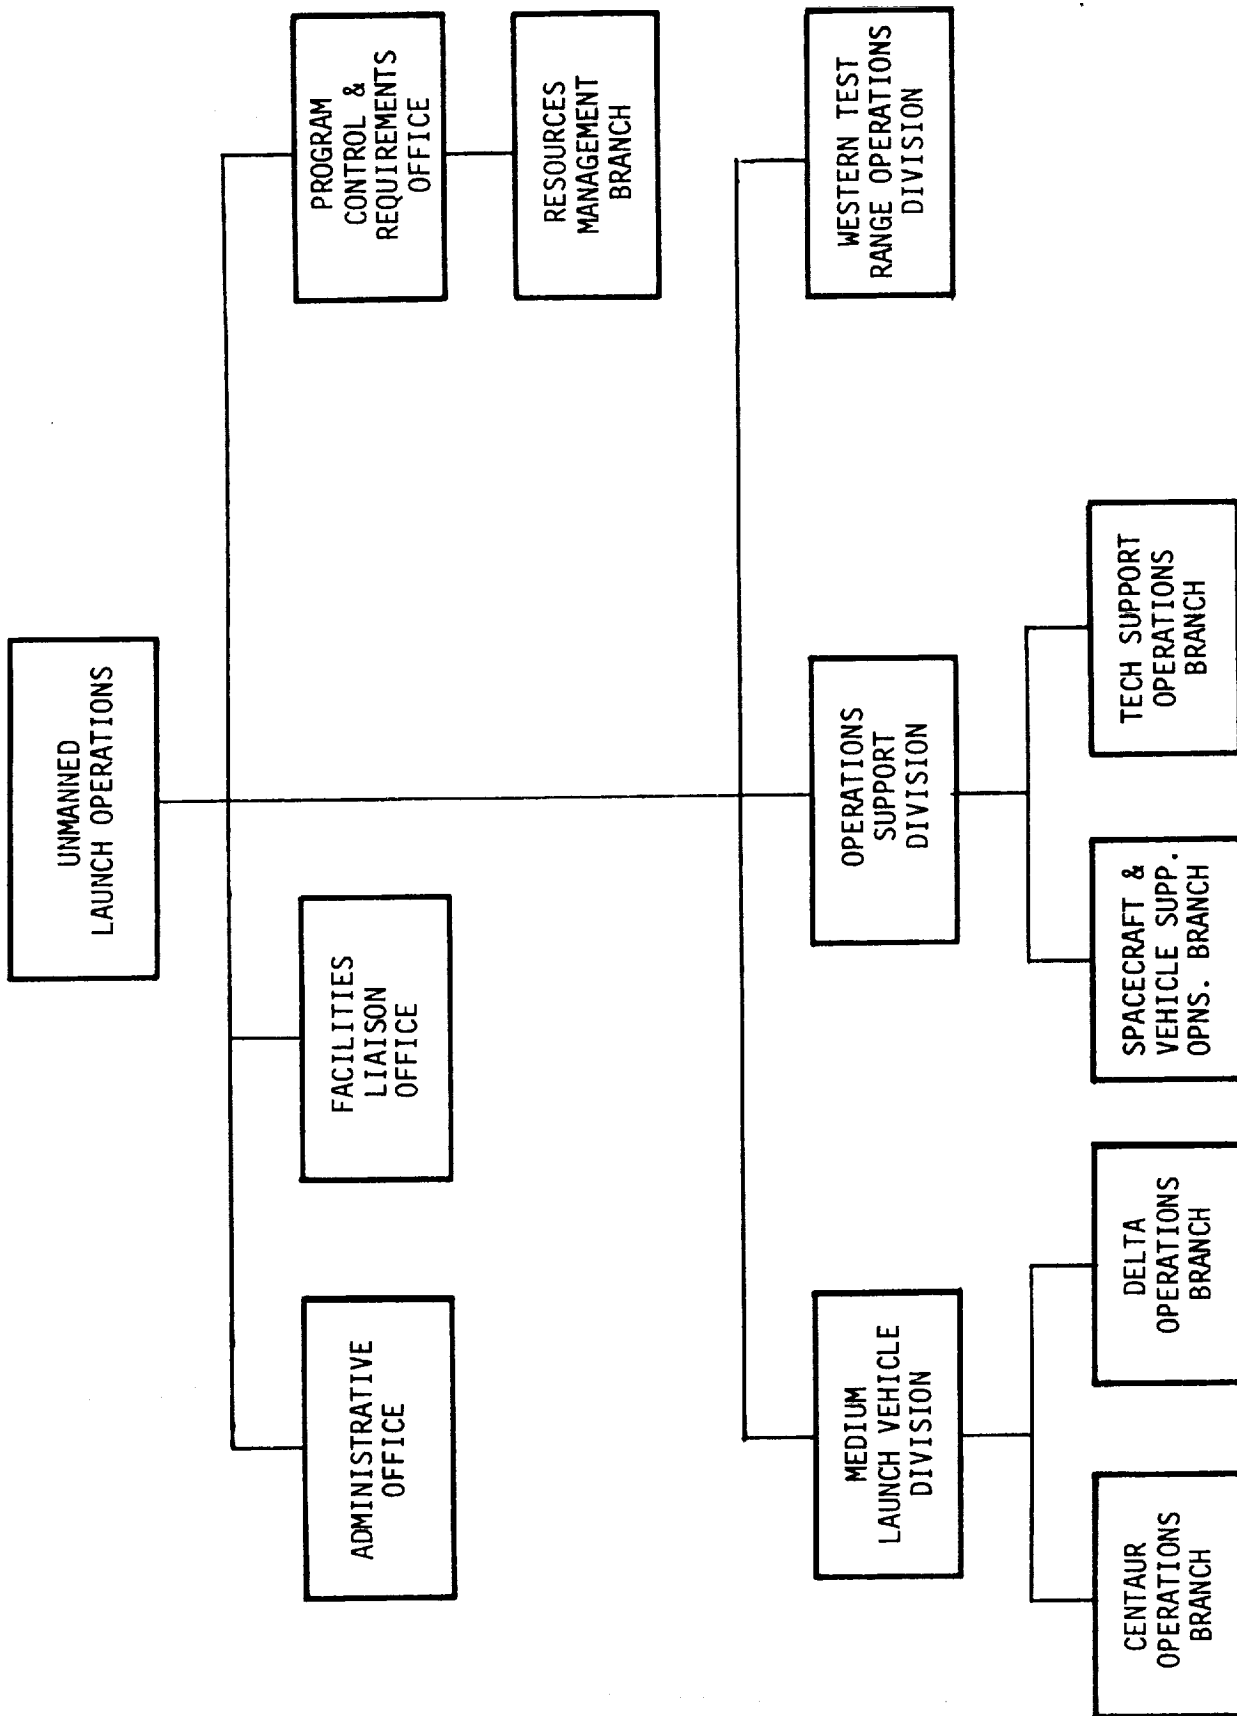 UNMANNED
LAUNCH OPERATIONS
ADMINISTRATIVE
OFFICE
FACILITIES
LIAISON
OFFICE
PROGRAM
CONTROL &
REQUIREMENTS
OFFICE
RESOURCES
MANAGEMENT
BRANCH
MEDIUM
LAUNCH VEHICLE
DIVISION
OPERATIONS
SUPPORT
DIVISION
WESTERN TEST
RANGE OPERATIONS
DIVISION
CENTAUR
OPERATIONS
BRANCH
DELTA
OPERATIONS
BRANCH
SPACECRAFT &
VEHICLE SUPP.
OPNS. BRANCH
TECH SUPPORT
OPERATIONS
BRANCH